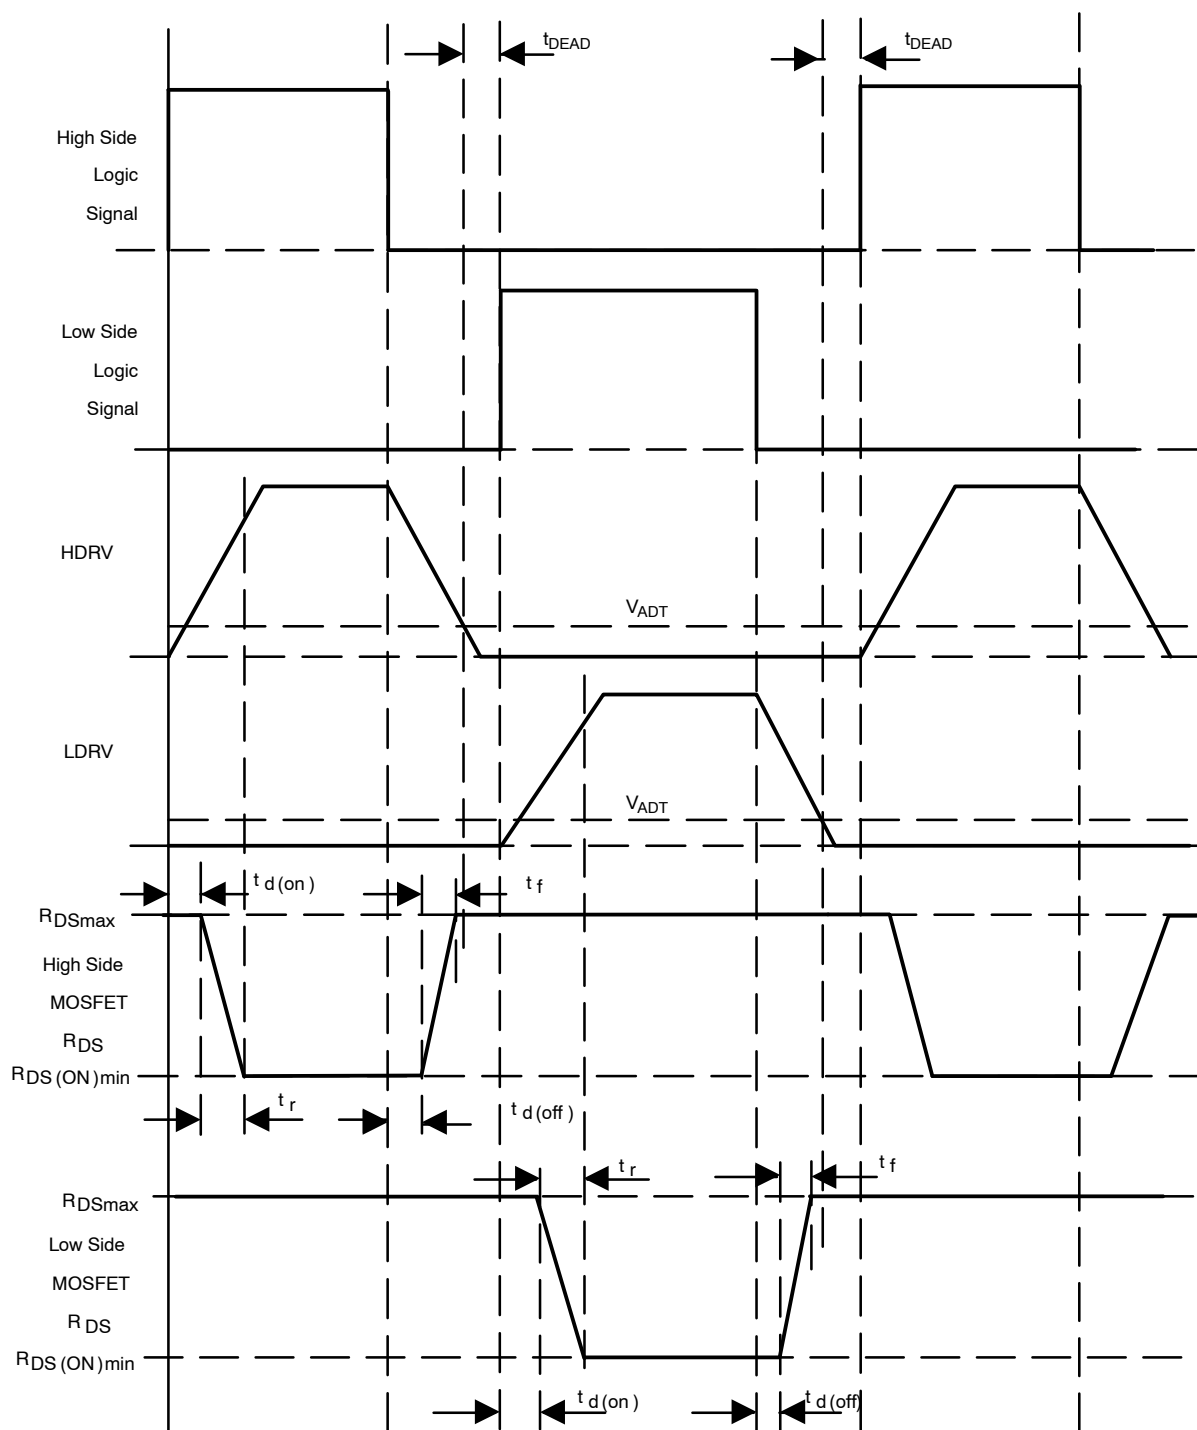 tDEAD
tDEAD
High Side
Logic
Signal
Low Side
Logic
Signal
HDRV
VADT
LDRV
VADT
t d(on)
t f
RDSmax
High Side
MOSFET
RDS
RDS(ON)min
t r
t d(off)
t r
t f
RDSmax
Low Side
MOSFET
R DS
RDS(ON)min
t d(on)
t d(off)